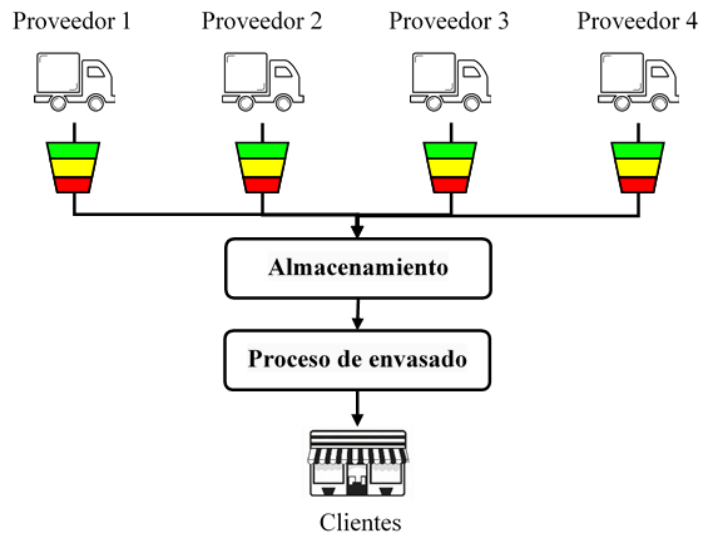 Proveedor 1
Proveedor 2
Proveedor 3
Proveedor 4
Almacenamiento
Proceso de envasado
Clientes